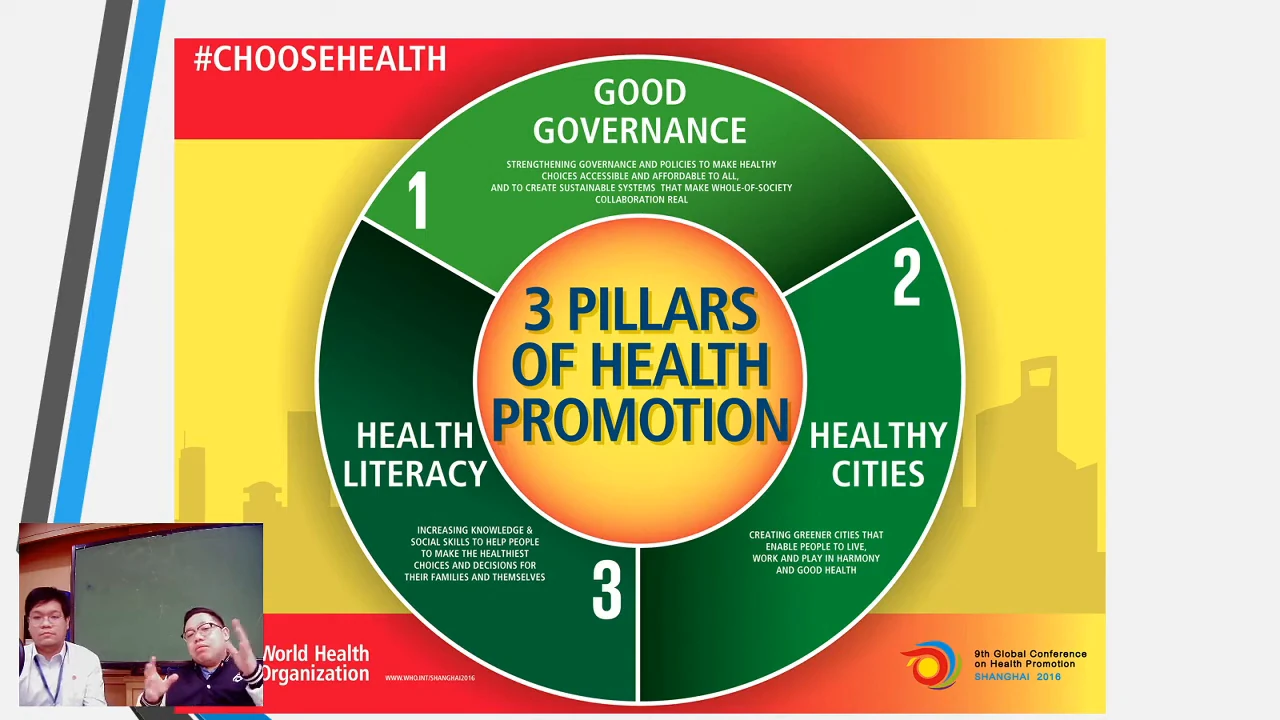 #CHOOSEHEALTH
GOOD
GOVERNANCE
STRENGTHENING GOVERNANCE AND POLICIES TO MAKE HEALTHY
CHOICES ACCESSIBLE AND AFFORDABLE TO ALL,
AND TO CREATE SUSTAINABLE SYSTEMS THAT MAKE WHOLE-OF-SOCIETY
COLLABORATION REAL
1
2
3 PILLARS
OF HEALTH
PROMOTION
HEALTHY
CITIES
CREATING GREENER CITIES THAT
ENABLE PEOPLE TO LIVE,
WORK AND PLAY IN HARMONY
AND GOOD HEALTH
HEALTH
LITERACY
INCREASING KNOWLEDGE &
SOCIAL SKILLS TO HELP PEOPLE
TO MAKE THE HEALTHIEST
CHOICES AND DECISIONS FOR
THEIR FAMILIES AND THEMSELVES
3
World Health
Organization
WWW.WHO.INT/SHANGHAI2016
9th Global Conference
on Health Promotion
SHANGHAI 2016